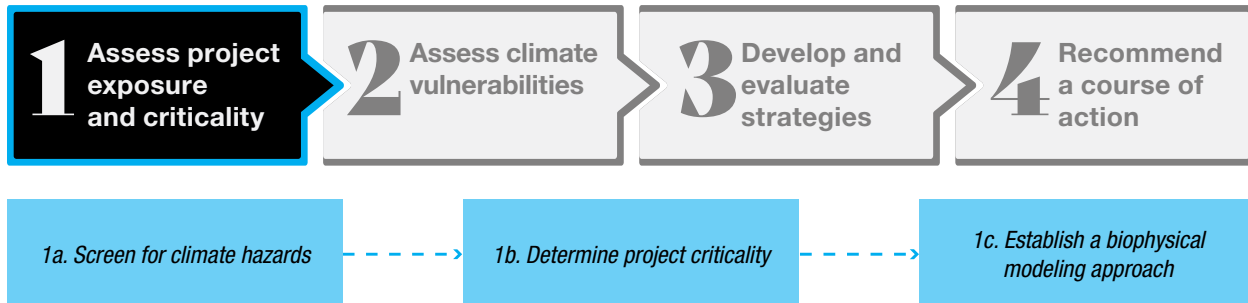 1
Assess project
exposure
and criticality
2
Assess climate
vulnerabilities
3
Develop and
evaluate
strategies
4
Recommend
a course of
action
1a. Screen for climate hazards
1b. Determine project criticality
1c. Establish a biophysical
modeling approach